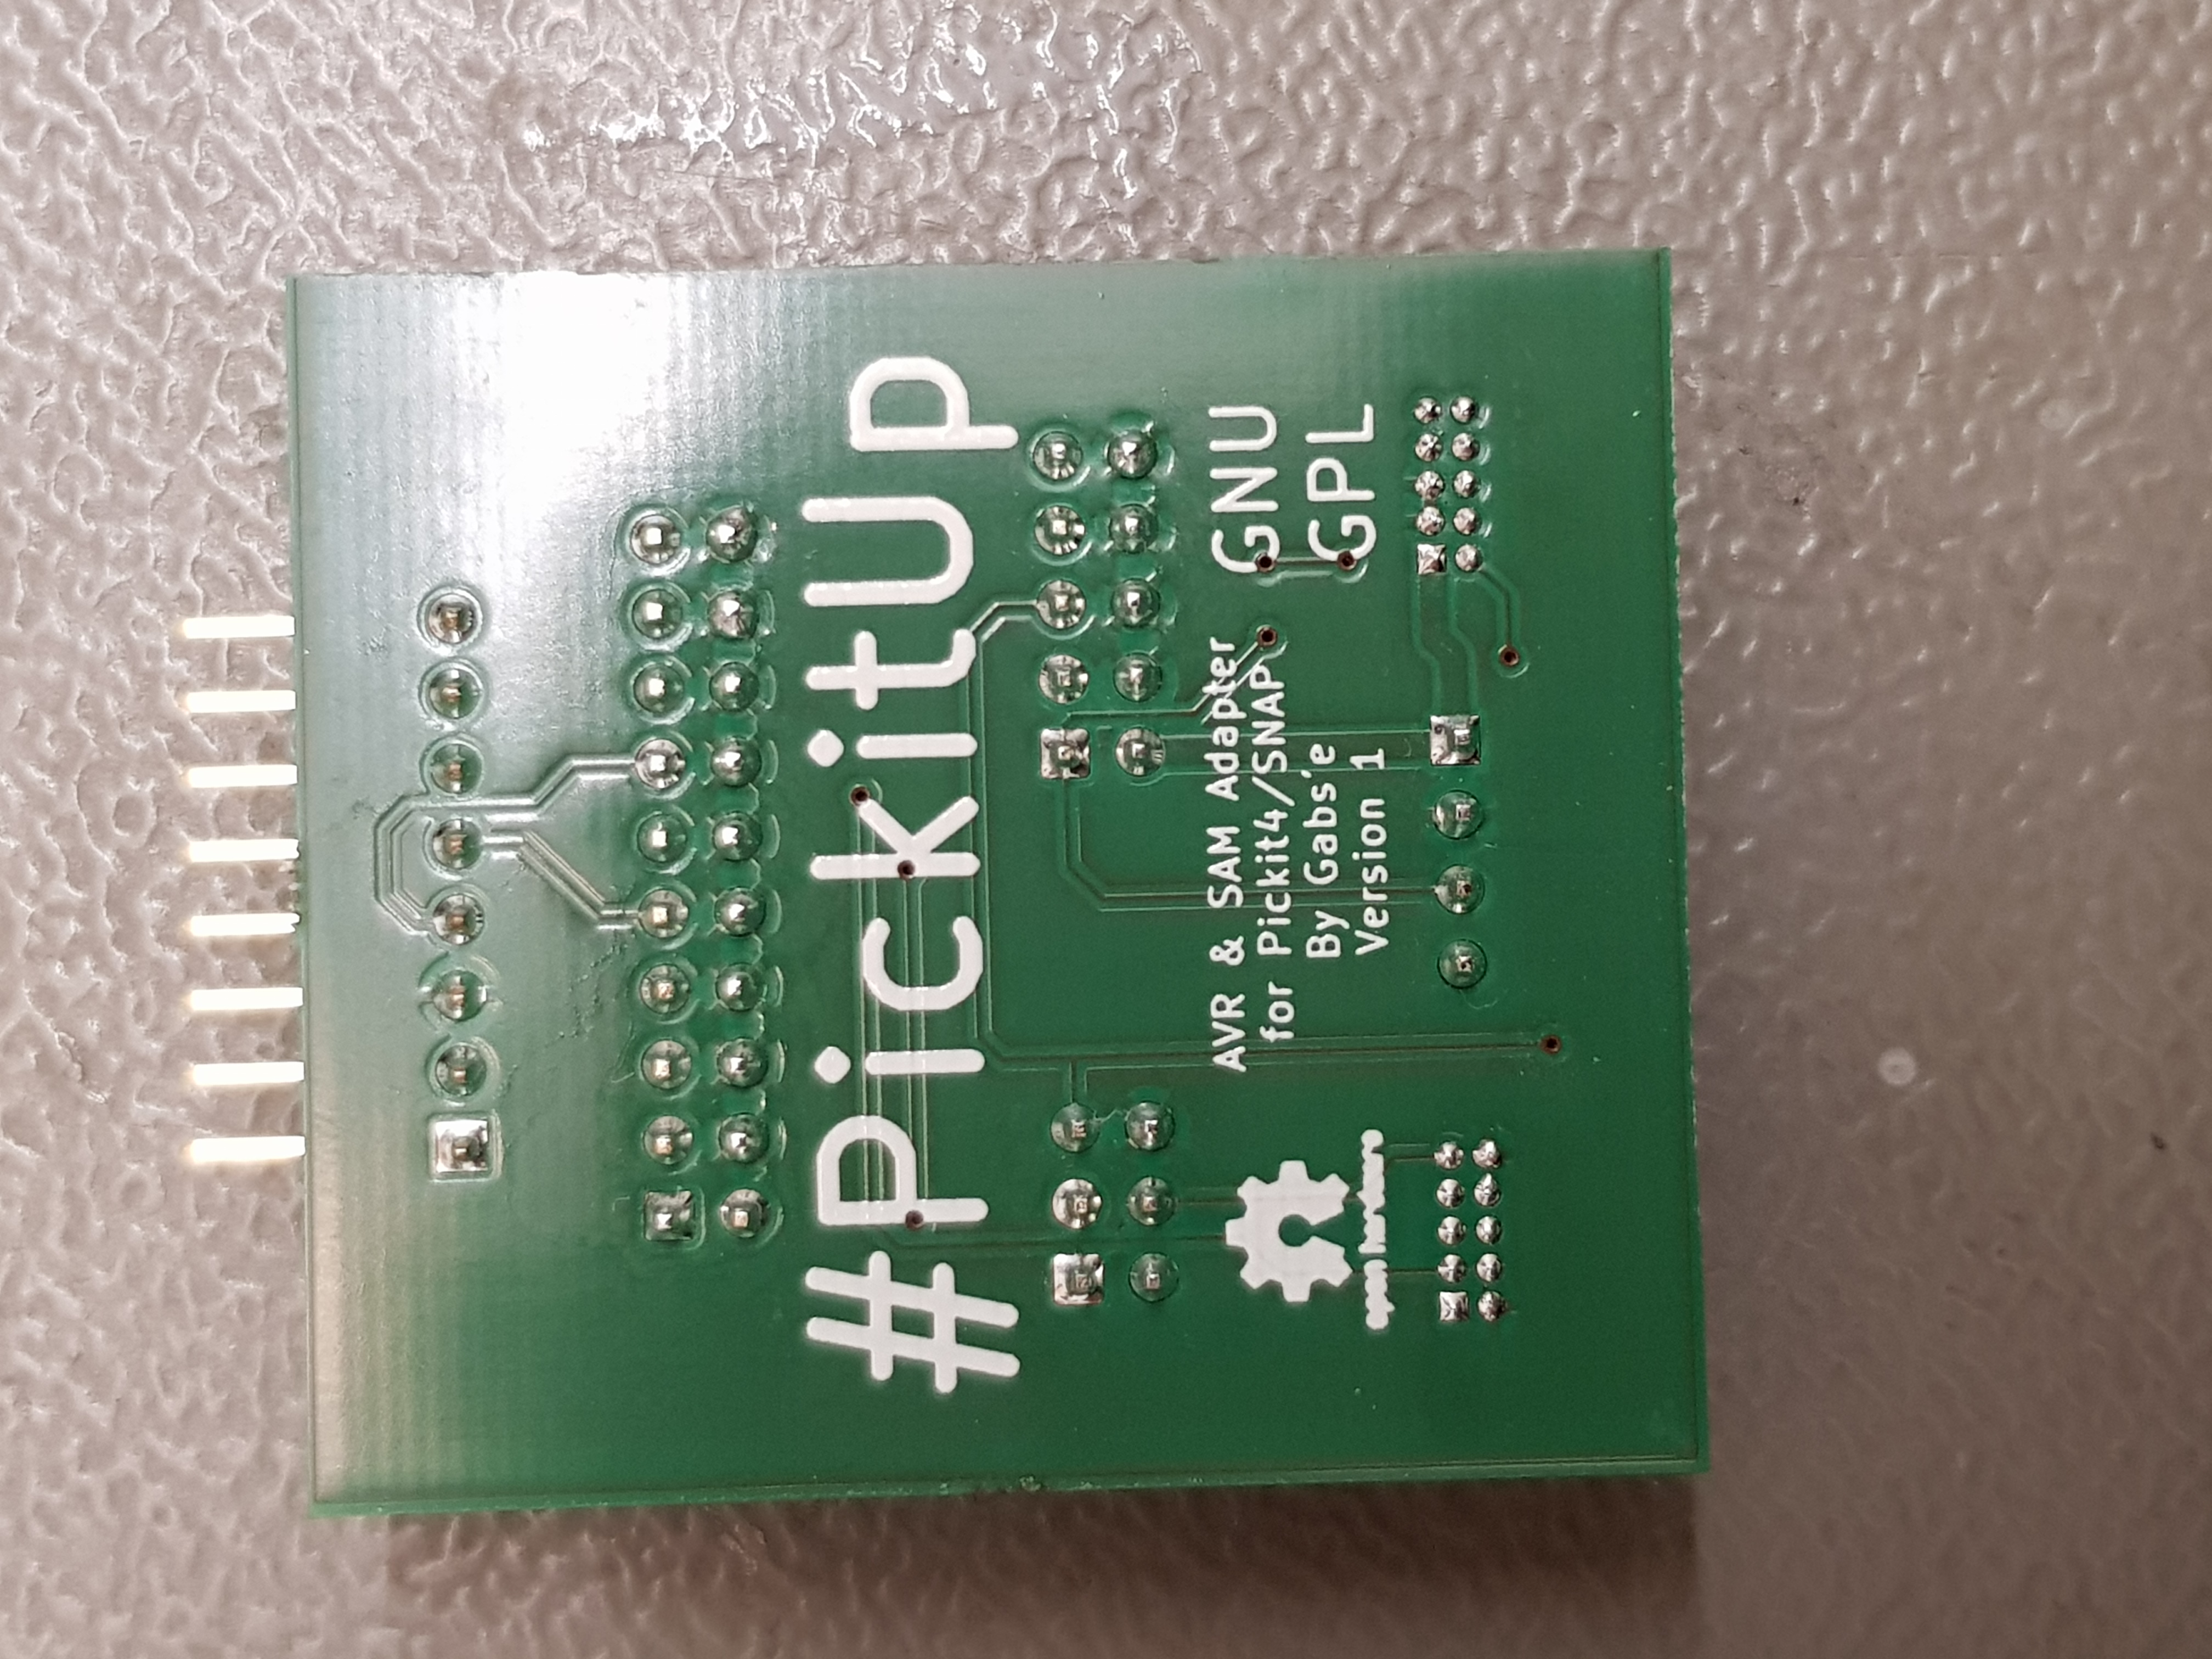 #PickitUp
AVR & SAM Adapter
for Pickit4/SNAP
By Gabs'e
Version 1
GNU
GPL
open hardware